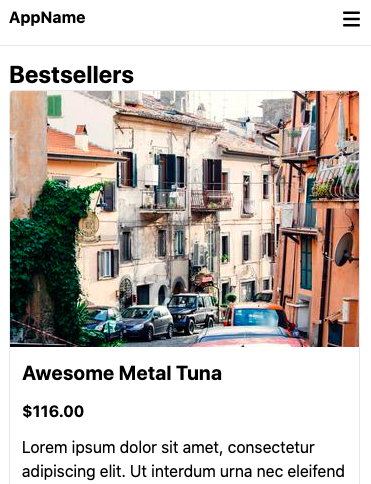 AppName
Bestsellers
Awesome Metal Tuna
$116.00
Lorem ipsum dolor sit amet, consectetur
adipiscing elit. Ut interdum urna nec eleifend